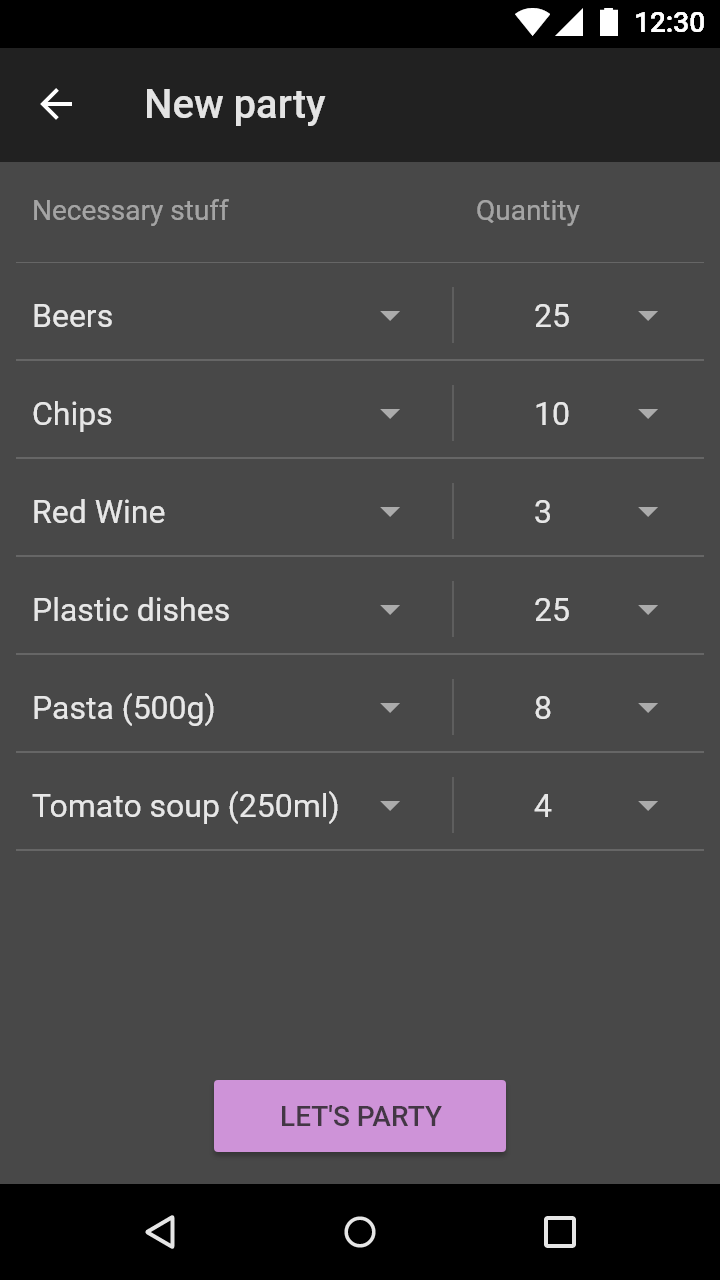 12:30
New party
Necessary stuff Quantity
Beers 25
Chips 10
Red Wine 3
Plastic dishes 25
Pasta (500g) 8
Tomato soup (250ml) 4
LET'S PARTY